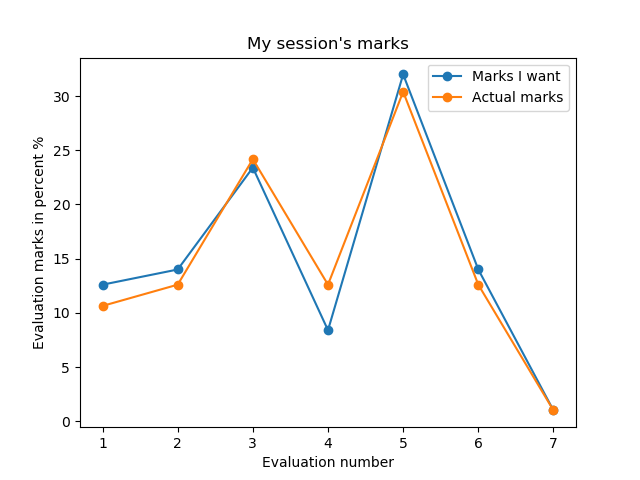 My session's marks
Marks I want
Actual marks
Evaluation marks in percent %
30
25
20
15
10
5
0
1 2 3 4 5 6 7
Evaluation number